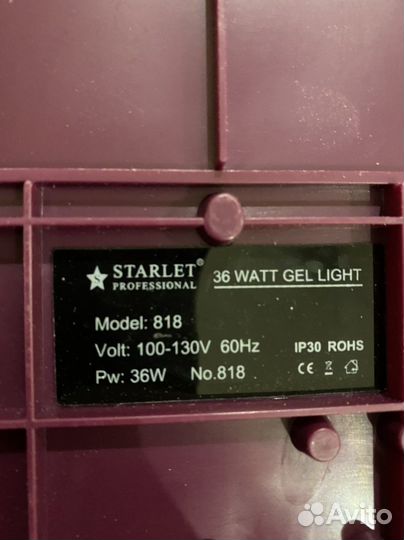 STARLET®
PROFESSIONAL
36 WATT GEL LIGHT
Model: 818
Volt: 100-130V 60Hz
IP30 ROHS
Pw: 36W No.818
CE
Avito